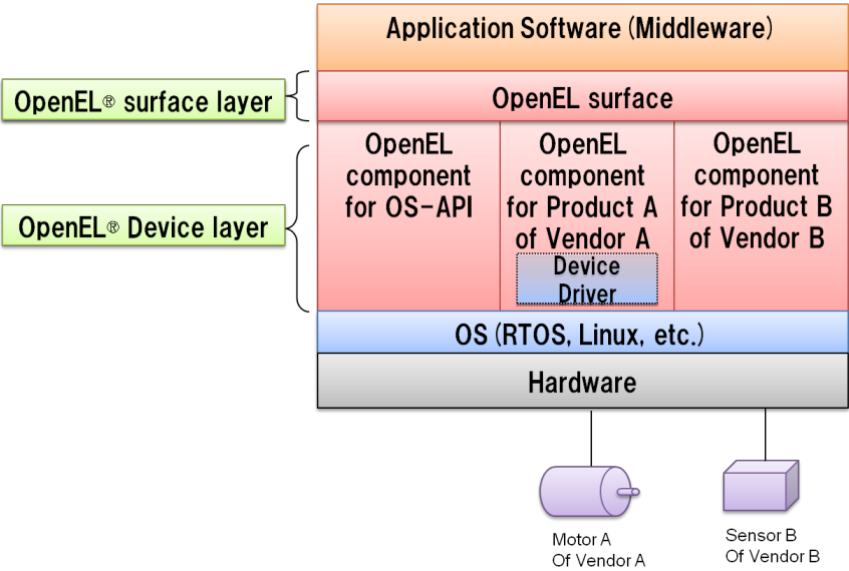 Application Software (Middleware)
OpenEL® surface layer
OpenEL surface
OpenEL® Device layer
OpenEL
component
for OS-API
OpenEL
component
for Product A
of Vendor A
Device
Driver
OpenEL
component
for Product B
of Vendor B
OS (RTOS, Linux, etc.)
Hardware
Motor A
Of Vendor A
Sensor B
Of Vendor B